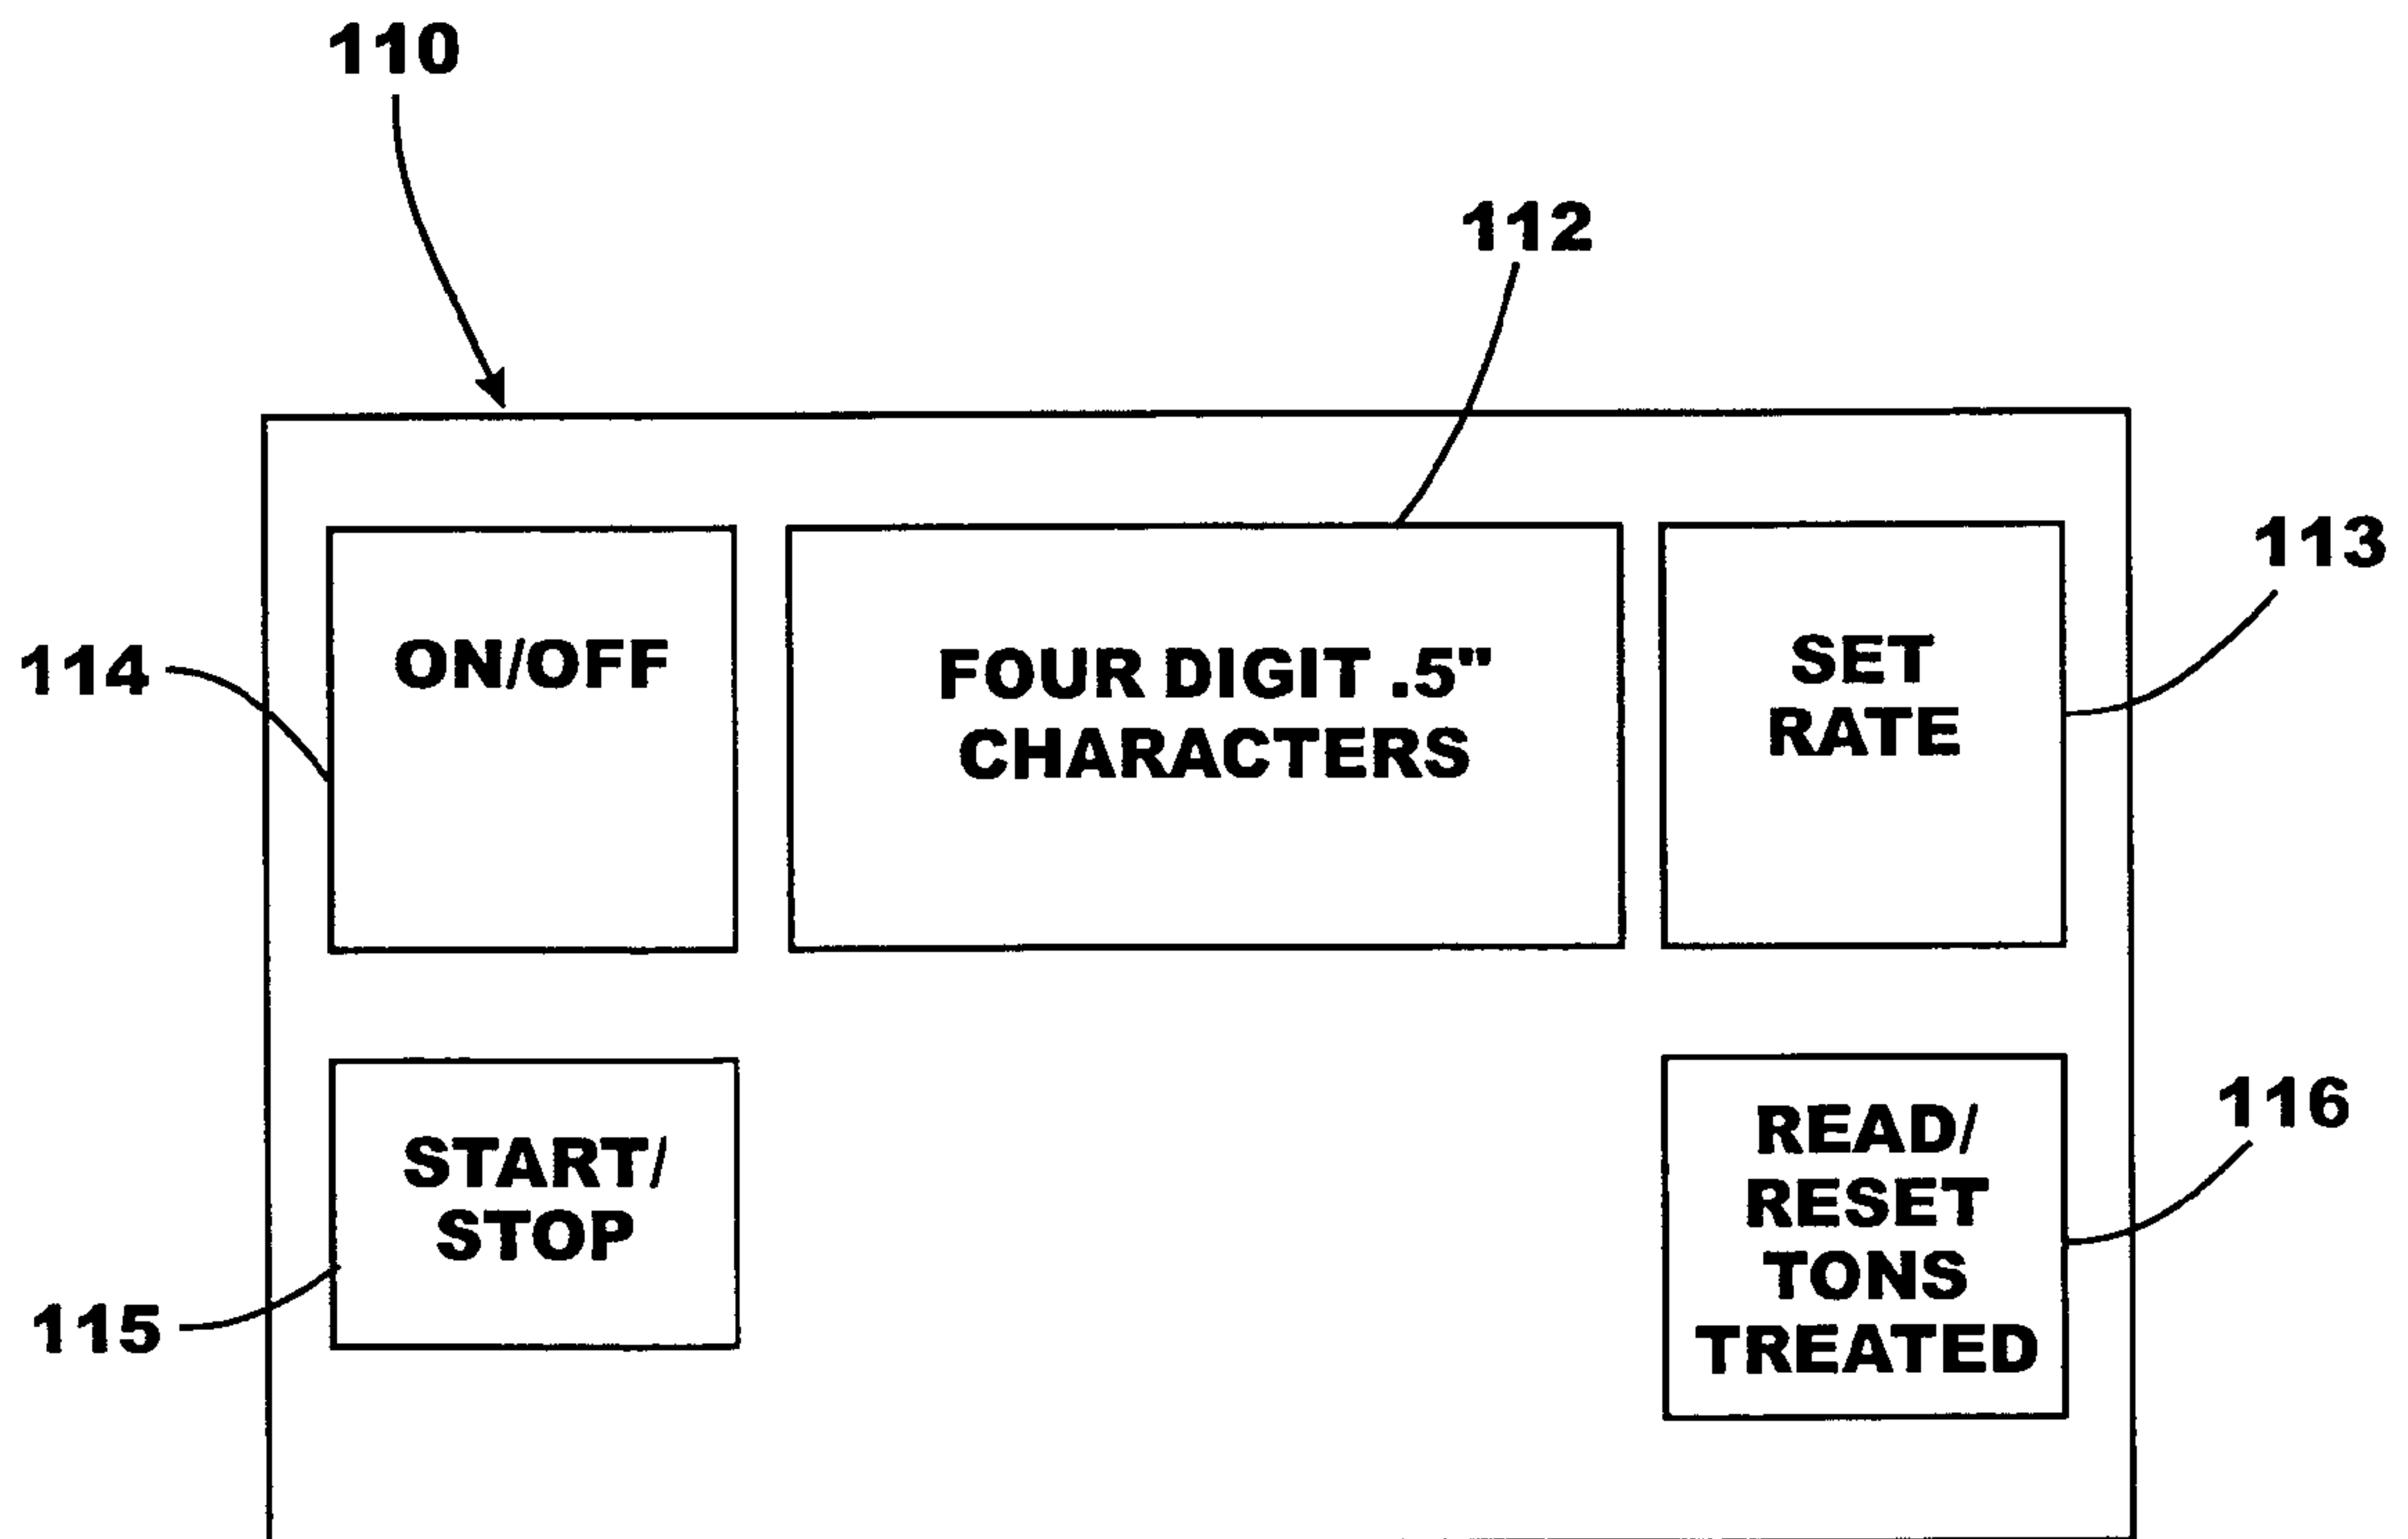 110
112
113
114
ON/OFF
FOUR DIGIT .5"
CHARACTERS
SET
RATE
START/
STOP
115
READ/
RESET
TONS
TREATED
116